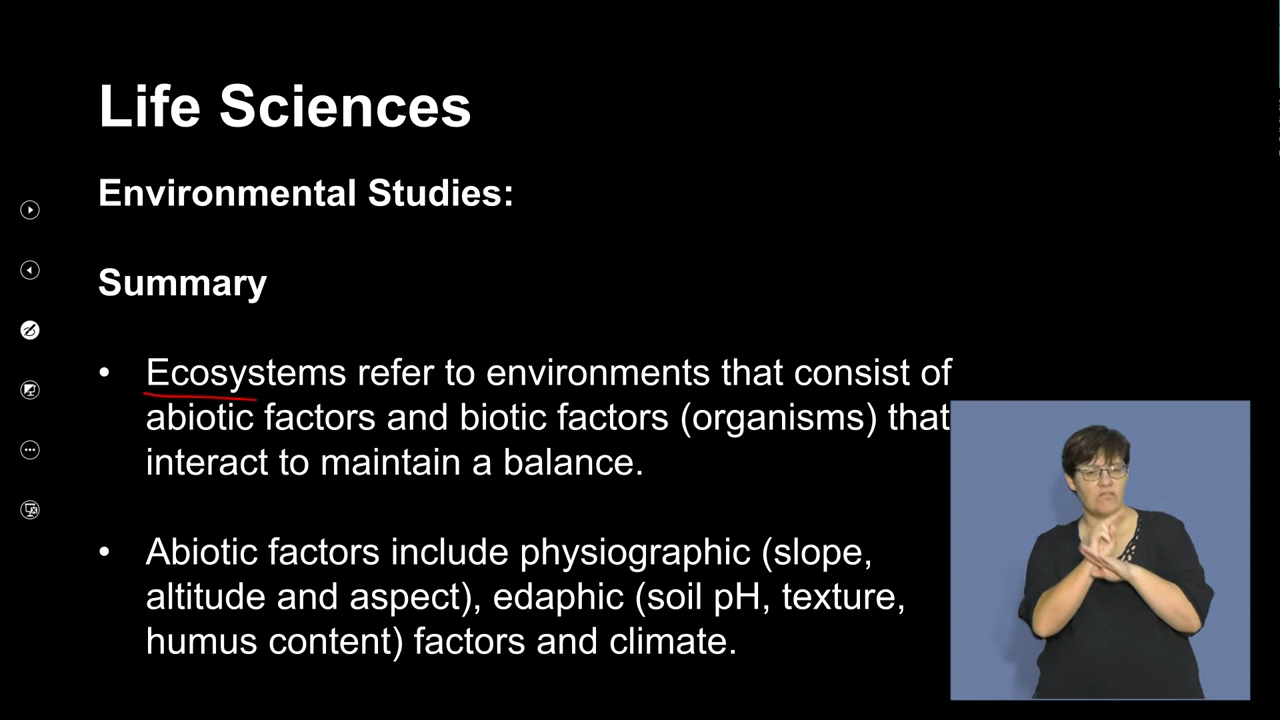 Life Sciences
Environmental Studies:
Summary
• Ecosystems refer to environments that consist of
abiotic factors and biotic factors (organisms) that
interact to maintain a balance.
• Abiotic factors include physiographic (slope,
altitude and aspect), edaphic (soil pH, texture,
humus content) factors and climate.